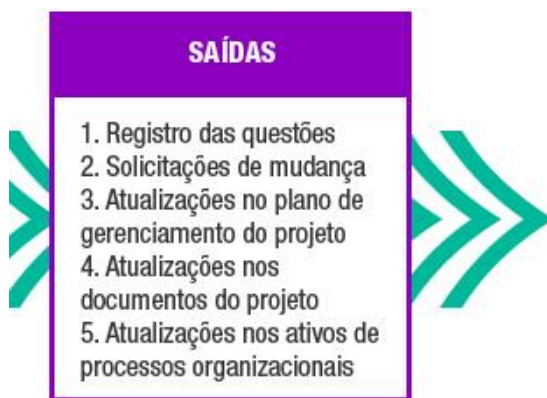 SAÍDAS
1. Registro das questões
2. Solicitações de mudança
3. Atualizações no plano de
gerenciamento do projeto
4. Atualizações nos
documentos do projeto
5. Atualizações nos ativos de
processos organizacionais